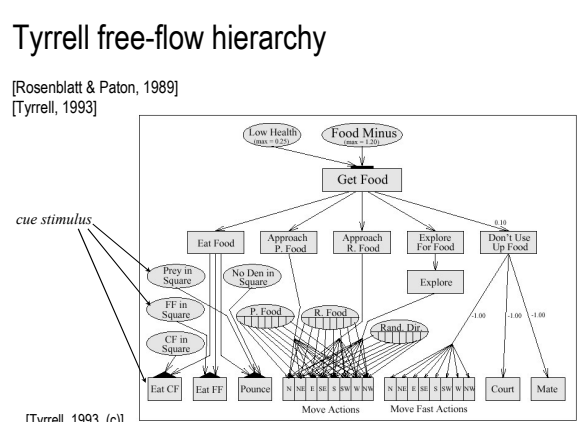 Tyrrell free-flow hierarchy
[Rosenblatt & Paton, 1989]
[Tyrrell, 1993]
Low Health
(max = 0.25)
Food Minus
(max = 1.20)
Get Food
cue stimulus
0.10
Eat Food
Approach
P. Food
Approach
R. Food
Explore
For Food
Don't Use
Up Food
Prey in
Square
No Den in
Square
Explore
FF in
Square
P. Food
R. Food
Rand. Dir.
-1.00
-1.00
-1.00
CF in
Square
Eat CF
Eat FF
Pounce
N NE E SE S SW W NW
N NE E SE S SW W NW
Court
Mate
Move Actions
Move Fast Actions
[Tyrrell, 1993, (c)]